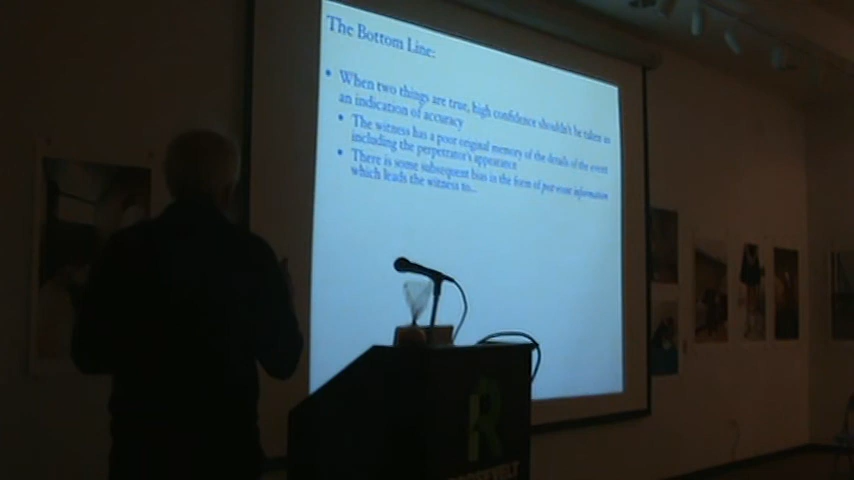 The Bottom Line:
• When two things are true, high confidence shouldn't be taken as
an indication of accuracy
• The witness has a poor original memory of the details of the event
including the perpetrator's appearance
• There is some subsequent bias in the form of post-event information
which leads the witness to...
R
ROOSEVELT